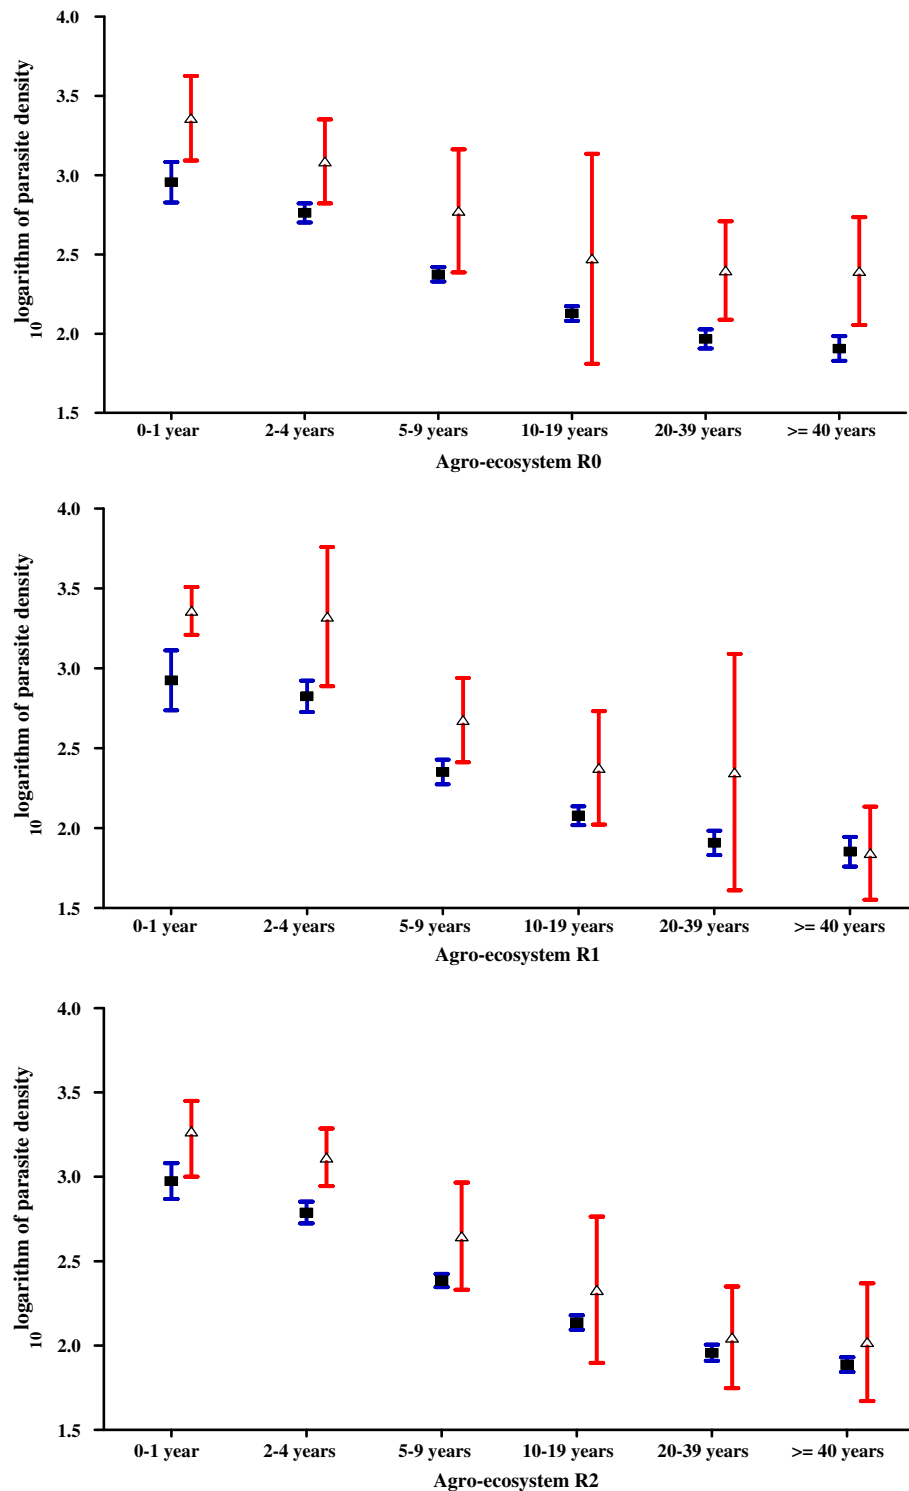 4.0
3.5
3.0
2.5
2.0
1.5
10logarithm of parasite density
0-1 year 2-4 years 5-9 years 10-19 years 20-39 years >= 40 years
Agro-ecosystem R0
4.0
3.5
3.0
2.5
2.0
1.5
10logarithm of parasite density
0-1 year 2-4 years 5-9 years 10-19 years 20-39 years >= 40 years
Agro-ecosystem R1
4.0
3.5
3.0
2.5
2.0
1.5
10logarithm of parasite density
0-1 year 2-4 years 5-9 years 10-19 years 20-39 years >= 40 years
Agro-ecosystem R2